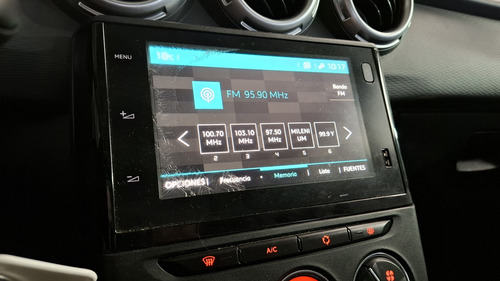 MENU
10:17
FM 95.90 MHz
Banda
FM
100.70
MHz
103.10
MHz
97.50
MHz
MILENI
UM
99.9 Y
2
3
4
5
6
OPCIONES
Frecuencia
Memoria
Lista
FUENTES
A/C